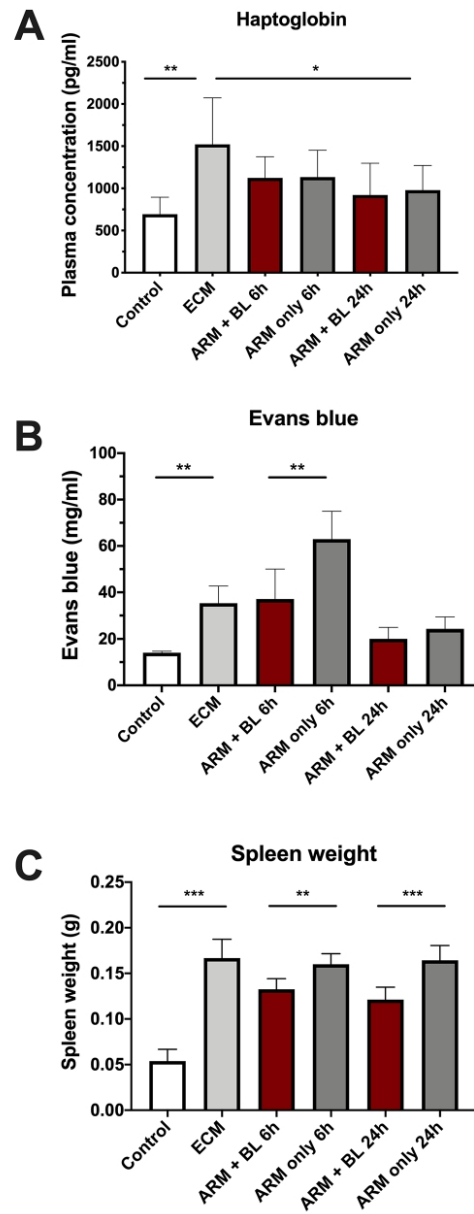 A
Haptoglobin
Plasma concentration (pg/ml)
2500
2000
1500
1000
500
0
**
*
Control
ECM
ARM + BL 6h
ARM only 6h
ARM + BL 24h
ARM only 24h
B
Evans blue
Evans blue (mg/ml)
100
80
60
40
20
0
**
**
Control
ECM
ARM + BL 6h
ARM only 6h
ARM + BL 24h
ARM only 24h
C
Spleen weight
Spleen weight (g)
0.25
0.20
0.15
0.10
0.05
0.00
***
**
***
Control
ECM
ARM + BL 6h
ARM only 6h
ARM + BL 24h
ARM only 24h